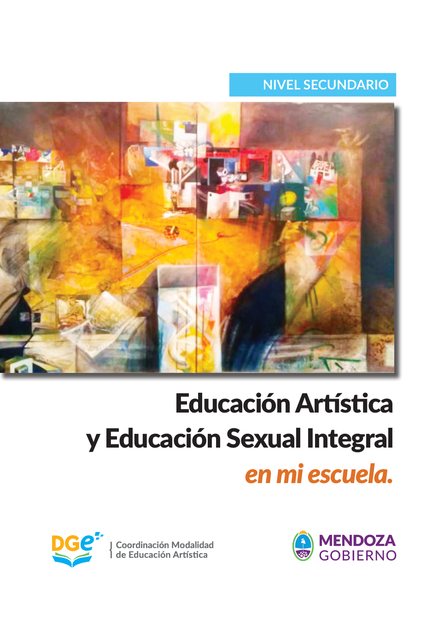 NIVEL SECUNDARIO
Educación Artística
y Educación Sexual Integral
en mi escuela.
DGe
Coordinación Modalidad
de Educación Artística
MENDOZA
GOBIERNO